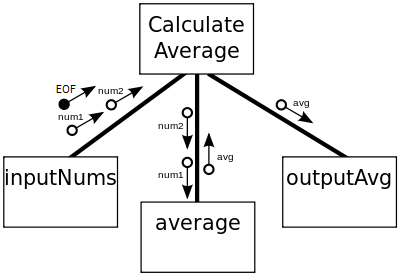 Calculate
Average
EOF
num2
num1
avg
num2
num1
avg
inputNums
average
outputAvg